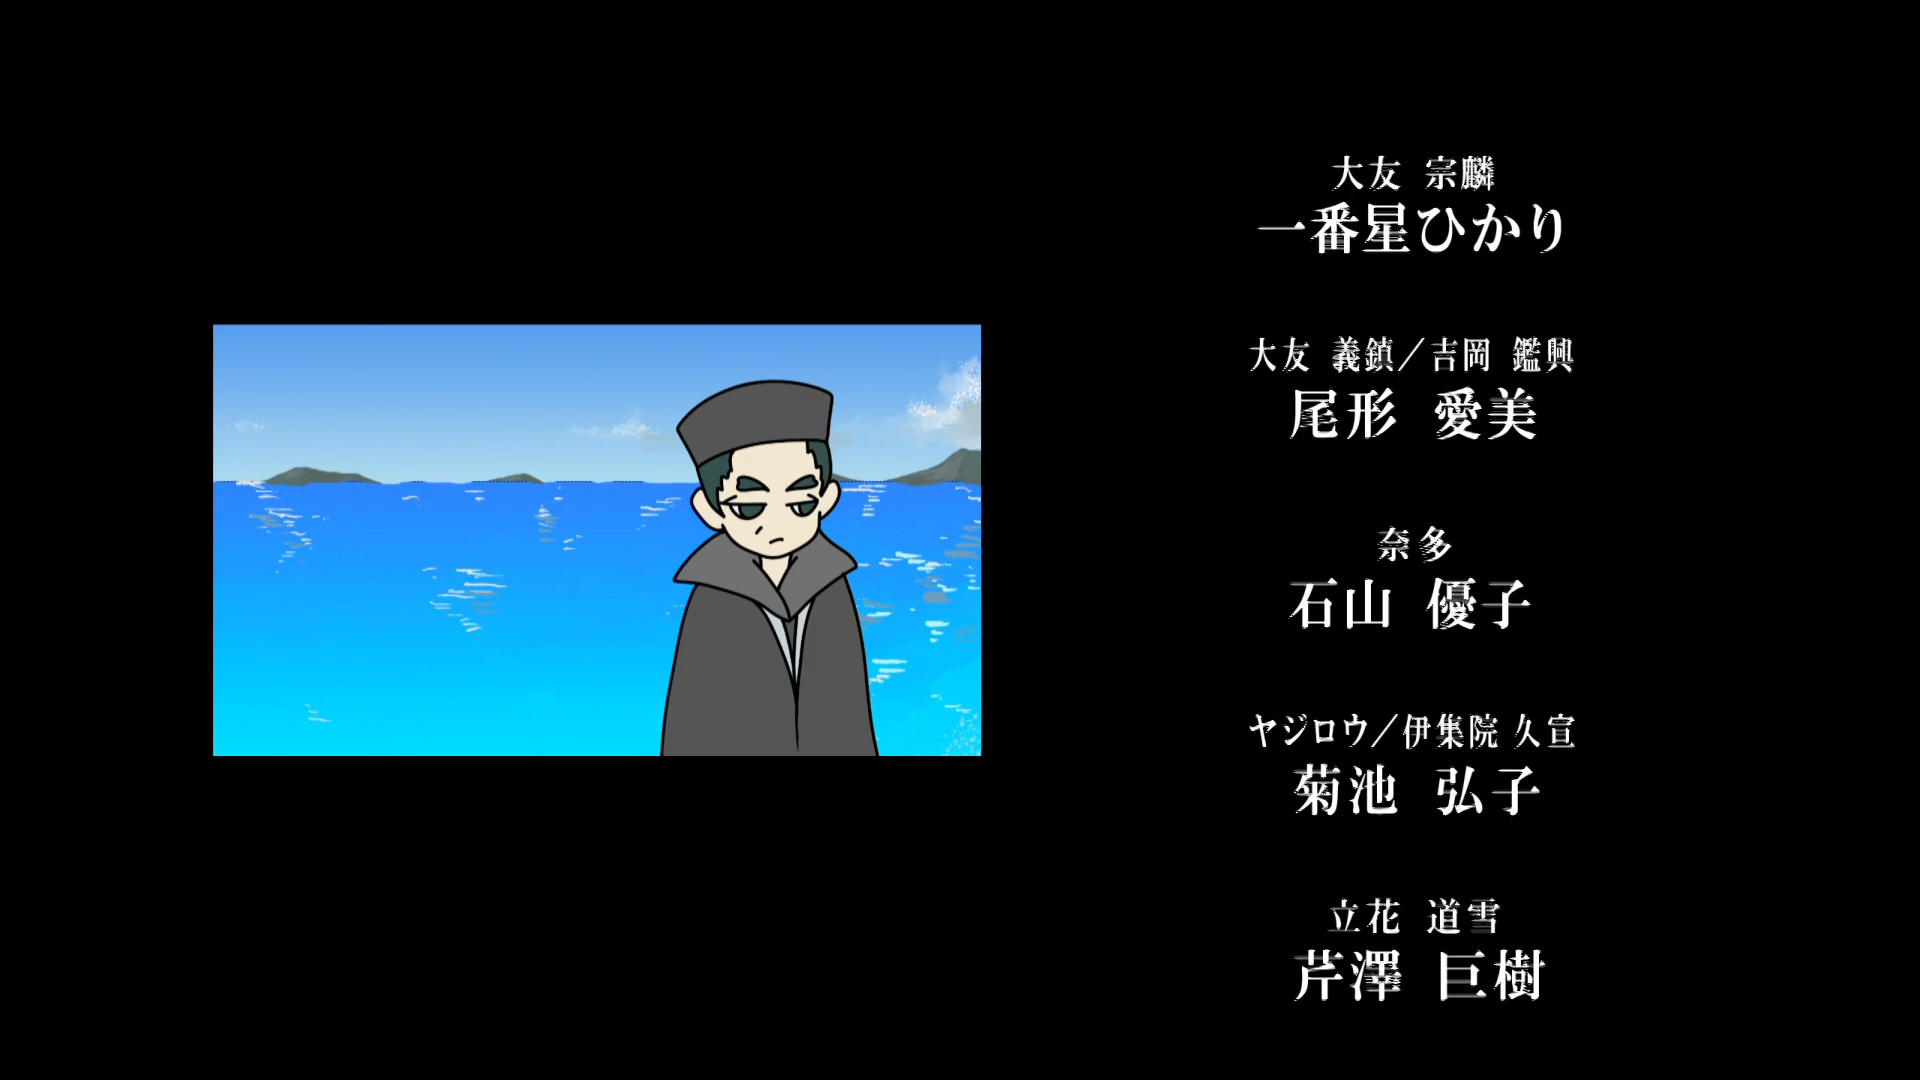 大友 宗麟
一番星ひかり
大友 義鎮／吉岡 鑑興
尾形 愛美
奈多
石山 優子
ヤジロウ／伊集院 久宣
菊池 弘子
立花 道雪
芹澤 巨樹